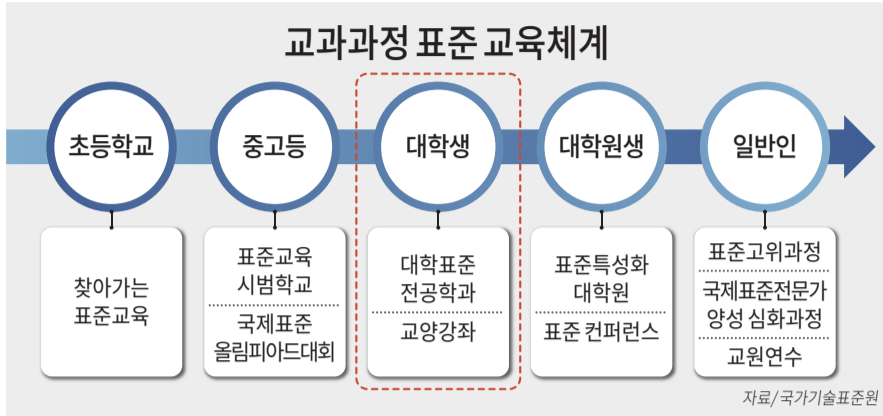 교과과정 표준 교육체계
초등학교
중고등
대학생
대학원생
일반인
찾아가는
표준교육
표준교육
시범학교
국제표준
올림피아드대회
대학표준
전공학과
교양강좌
표준특성화
대학원
표준 컨퍼런스
표준고위과정
국제표준전문가
양성 심화과정
교원연수
자료/국가기술표준원